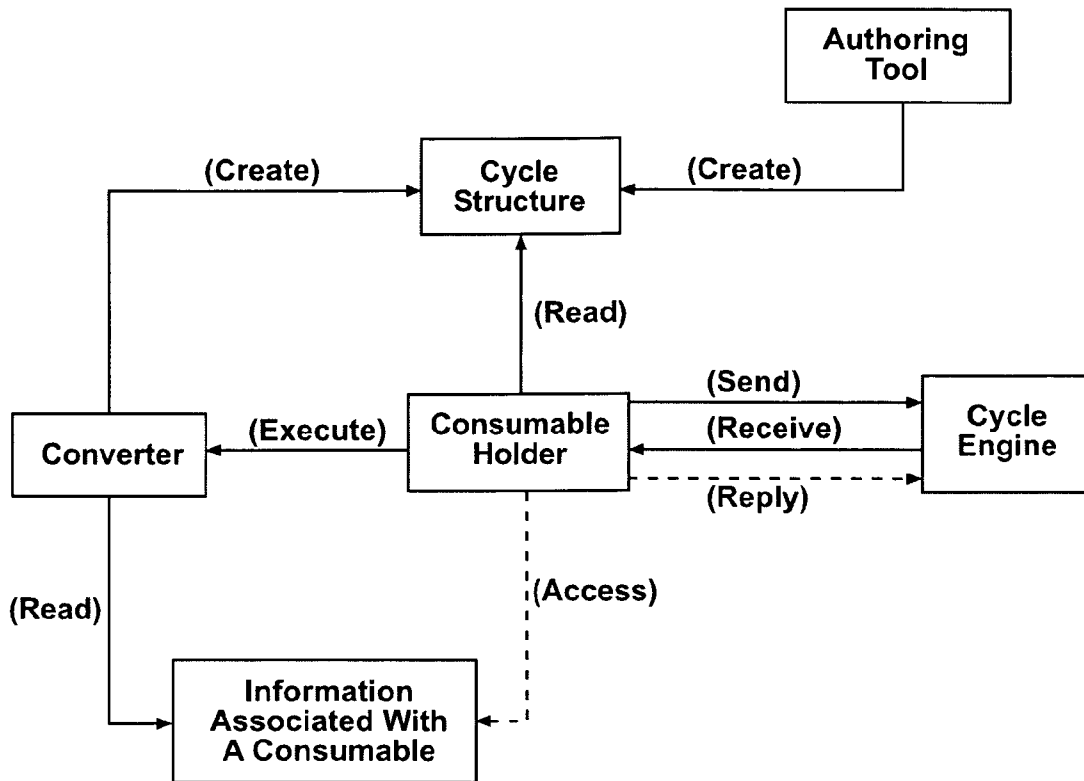 Authoring
Tool
(Create)
Cycle
Structure
(Create)
(Read)
(Send)
Converter
(Execute)
Consumable
Holder
(Receive)
Cycle
Engine
(Reply)
(Read)
(Access)
Information
Associated With
A Consumable